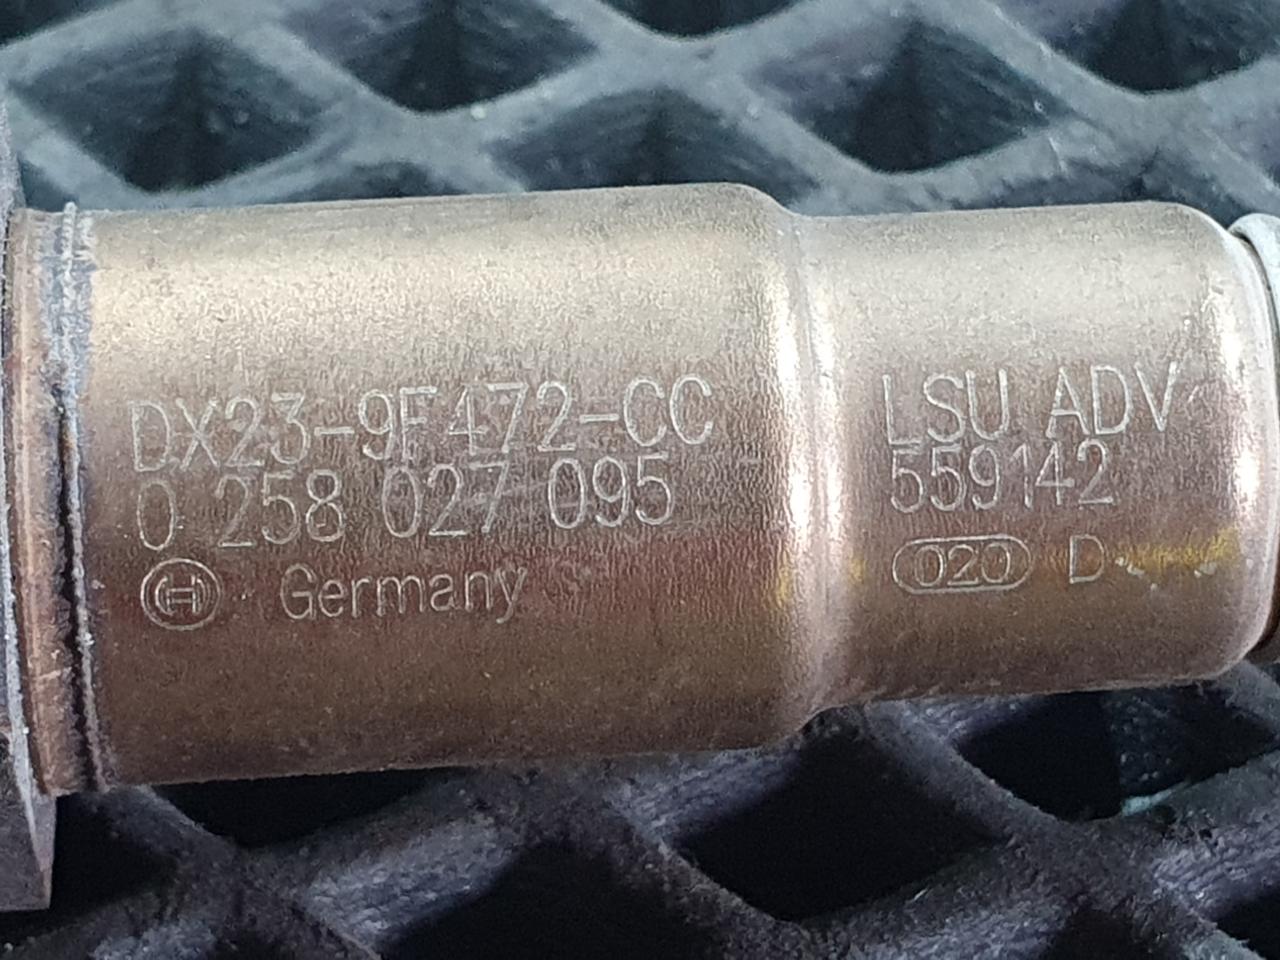 DX23-9F472-CC
0 258 027 095
Germany
LSU ADV
559142
020 D